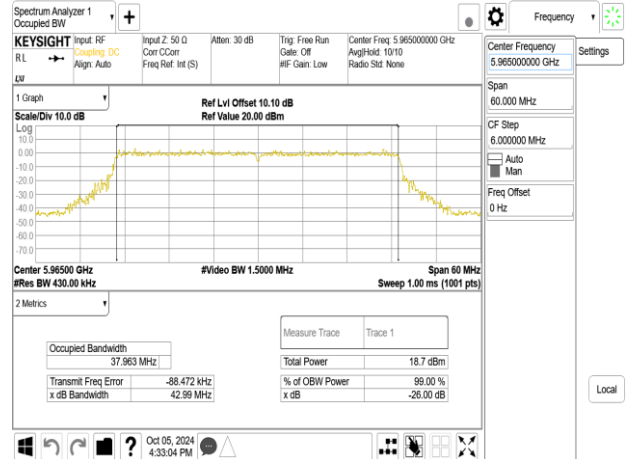 Spectrum Analyzer 1
Occupied BW
Frequency
KEYSIGHT
Input: RF
Coupling: DC
Align: Auto
Input Z: 50 Ω
Corr CCorr
Freq Ref: Int (S)
Atten: 30 dB
Trig: Free Run
Gate: Off
#IF Gain: Low
Center Freq: 5.965000000 GHz
Avg|Hold: 10/10
Radio Std: None
R L
LXI
Center Frequency
5.965000000 GHz
Settings
Span
60.000 MHz
CF Step
6.000000 MHz
Auto
Man
Freq Offset
0 Hz
Local
1 Graph
Scale/Div 10.0 dB
Ref Lvl Offset 10.10 dB
Ref Value 20.00 dBm
Log
10.0
0.00
-10.0
-20.0
-30.0
-40.0
-50.0
-60.0
-70.0
Center 5.96500 GHz
#Res BW 430.00 kHz
#Video BW 1.5000 MHz
Span 60 MHz
Sweep 1.00 ms (1001 pts)
2 Metrics
Measure Trace Trace 1
Occupied Bandwidth
37.963 MHz
Total Power 18.7 dBm
Transmit Freq Error -88.472 kHz
% of OBW Power 99.00 %
x dB Bandwidth 42.99 MHz
x dB -26.00 dB
?
Oct 05, 2024
4:33:04 PM